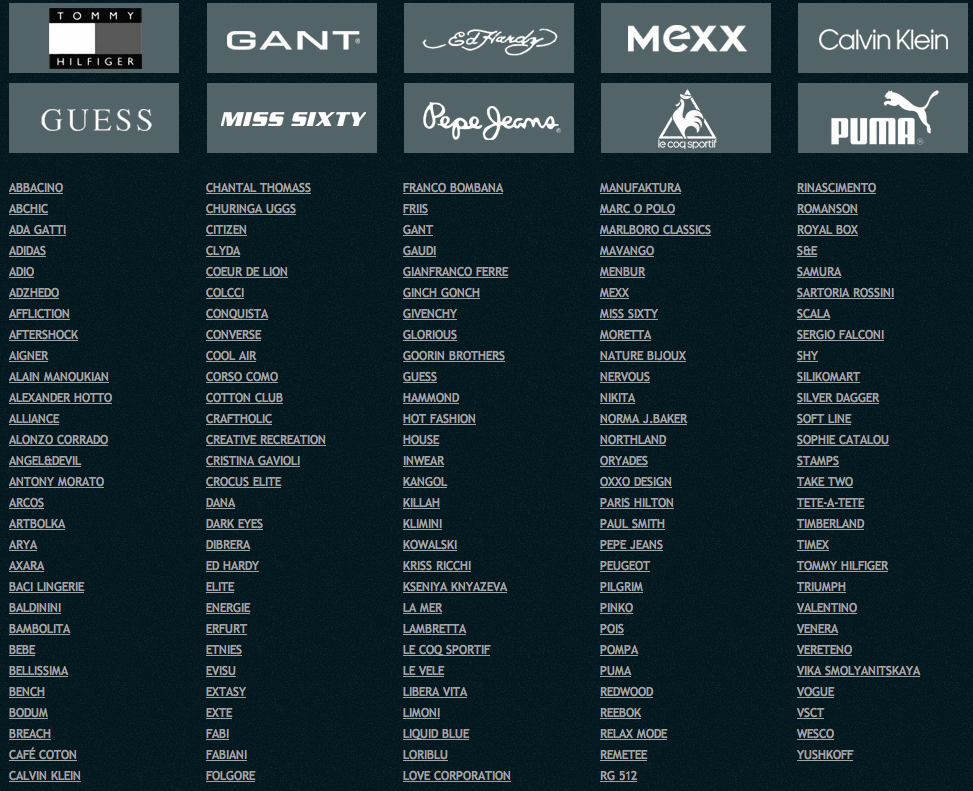 TOMMY
HILFIGER
GANT®
Ed Hardy
MEXX
Calvin Klein
GUESS
MISS SIXTY
Pepe Jeans®
le coq sportif
PUMA®
ABBACINO
ABCHIC
ADA GATTI
ADIDAS
ADIO
ADZHEDO
AFFLICTION
AFTERSHOCK
AIGNER
ALAIN MANOUKIAN
ALEXANDER HOTTO
ALLIANCE
ALONZO CORRADO
ANGEL&DEVIL
ANTONY MORATO
ARCOS
ARTBOLKA
ARYA
AXARA
BACI LINGERIE
BALDININI
BAMBOLITA
BEBE
BELLISSIMA
BENCH
BODUM
BREACH
CAFÉ COTON
CALVIN KLEIN
CHANTAL THOMASS
CHURINGA UGGS
CITIZEN
CLYDA
COEUR DE LION
COLCCI
CONQUISTA
CONVERSE
COOL AIR
CORSO COMO
COTTON CLUB
CRAFTHOLIC
CREATIVE RECREATION
CRISTINA GAVIOLI
CROCUS ELITE
DANA
DARK EYES
DIBRERA
ED HARDY
ELITE
ENERGIE
ERFURT
ETNIES
EVISU
EXTASY
EXTE
FABI
FABIANI
FOLGORE
FRANCO BOMBANA
FRIIS
GANT
GAUDI
GIANFRANCO FERRE
GINCH GONCH
GIVENCHY
GLORIOUS
GOORIN BROTHERS
GUESS
HAMMOND
HOT FASHION
HOUSE
INWEAR
KANGOL
KILLAH
KLIMINI
KOWALSKI
KRISS RICCHI
KSENIYA KNYAZEVA
LA MER
LAMBRETTA
LE COQ SPORTIF
LE VELE
LIBERA VITA
LIMONI
LIQUID BLUE
LORIBLU
LOVE CORPORATION
MANUFAKTURA
MARC O POLO
MARLBORO CLASSICS
MAVANGO
MENBUR
MEXX
MISS SIXTY
MORETTA
NATURE BIJOUX
NERVOUS
NIKITA
NORMA J.BAKER
NORTHLAND
ORYADES
OXXO DESIGN
PARIS HILTON
PAUL SMITH
PEPE JEANS
PEUGEOT
PILGRIM
PINKO
POIS
POMPA
PUMA
REDWOOD
REEBOK
RELAX MODE
REMETEE
RG 512
RINASCIMENTO
ROMANSON
ROYAL BOX
S&E
SAMURA
SARTORIA ROSSINI
SCALA
SERGIO FALCONI
SHY
SILIKOMART
SILVER DAGGER
SOFT LINE
SOPHIE CATALOU
STAMPS
TAKE TWO
TETE-A-TETE
TIMBERLAND
TIMEX
TOMMY HILFIGER
TRIUMPH
VALENTINO
VENERA
VERETENO
VIKA SMOLYANITSKAYA
VOGUE
VSCT
WESCO
YUSHKOFF